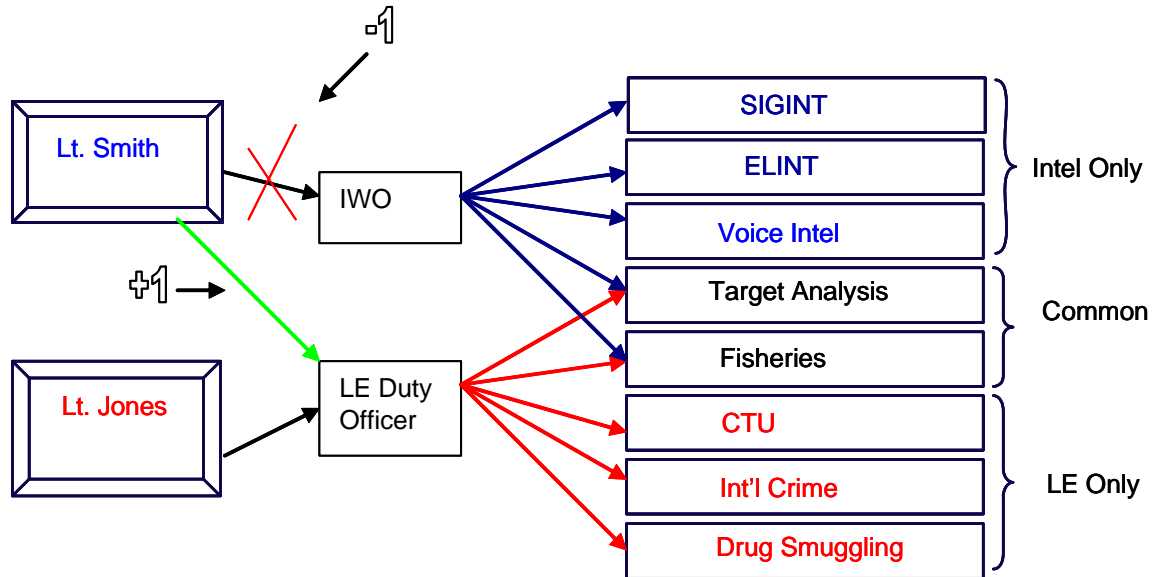 -1
Lt. Smith
IWO
SIGINT
ELINT
Voice Intel
Intel Only
+1
Target Analysis
Fisheries
Common
Lt. Jones
LE Duty
Officer
CTU
Int'l Crime
Drug Smuggling
LE Only